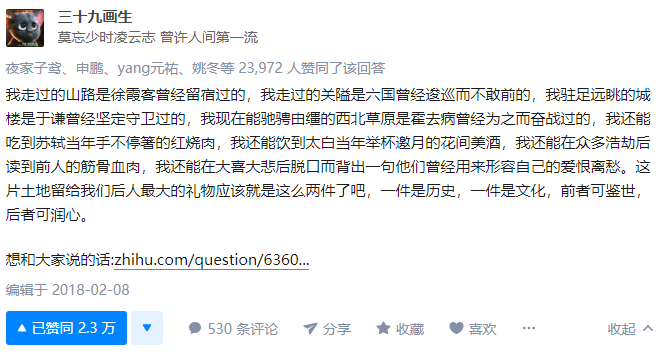 三十九画生
莫忘少时凌云志 曾许人间第一流
夜家子鸢、申鹏、yang元祐、姚冬等 23,972 人赞同了该回答
我走过的山路是徐霞客曾经留宿过的，我走过的关隘是六国曾经逡巡而不敢前的，我驻足远眺的城
楼是于谦曾经坚定守卫过的，我现在能驰骋由缰的西北草原是霍去病曾经为之而奋战过的，我还能
吃到苏轼当年手不停箸的红烧肉，我还能饮到太白当年举杯邀月的花间美酒，我还能在众多浩劫后
读到前人的筋骨血肉，我还能在大喜大悲后脱口而背出一句他们曾经用来形容自己的爱恨离愁。这
片土地留给我们后人最大的礼物应该就是这么两件了吧，一件是历史，一件是文化，前者可鉴世，
后者可润心。
想和大家说的话:zhihu.com/question/6360...
编辑于 2018-02-08
已赞同 2.3 万 530 条评论 分享 收藏 喜欢 ··· 收起